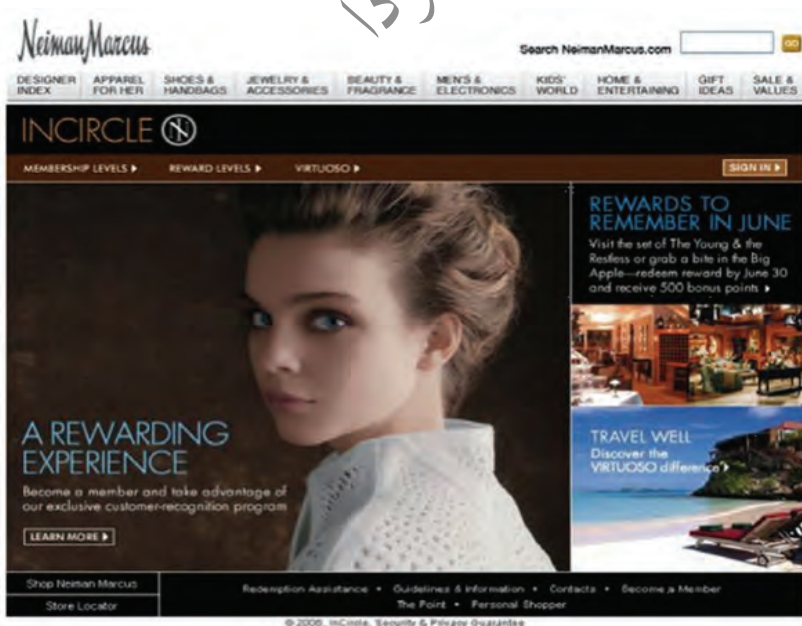 Neiman Marcus
Search NeimanMarcus.com
GO
DESIGNER INDEX
APPAREL FOR HER
SHOES & HANDBAGS
JEWELRY & ACCESSORIES
BEAUTY & FRAGRANCE
MEN'S & ELECTRONICS
KIDS' WORLD
HOME & ENTERTAINING
GIFT IDEAS
SALE & VALUES
INCIRCLE
MEMBERSHIP LEVELS
REWARD LEVELS
VIRTUOSO
SIGN IN
REWARDS TO
REMEMBER IN JUNE
Visit the set of The Young & the
Restless or grab a bite in the Big
Apple—redeem reward by June 30
and receive 500 bonus points
A REWARDING
EXPERIENCE
Become a member and take advantage of
our exclusive customer-recognition program
LEARN MORE
TRAVEL WELL
Discover the
VIRTUOSO difference
Shop Neiman Marcus
Store Locator
Redemption Assistance • Guidelines & Information • Contacts • Become a Member
The Point • Personal Shopper
© 2006, InCircle, Security & Privacy Guarantee